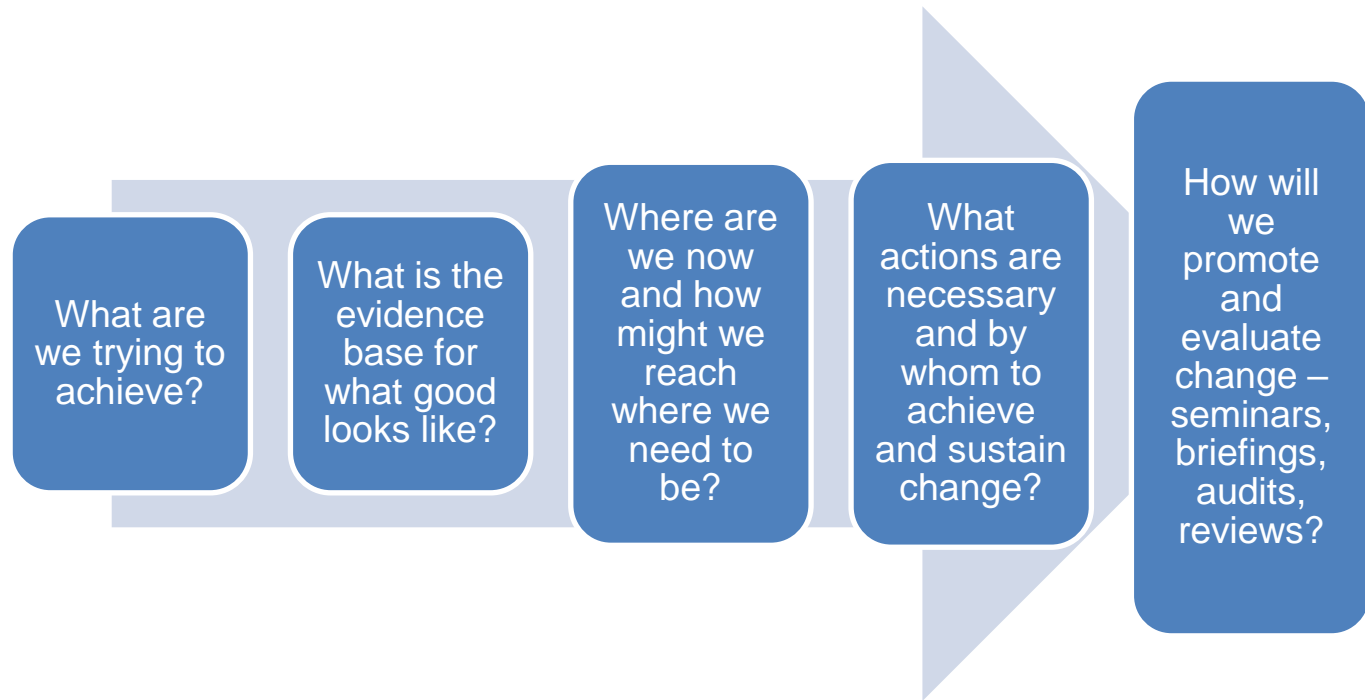 What are
we trying to
achieve?
What is the
evidence
base for
what good
looks like?
Where are
we now
and how
might we
reach
where we
need to
be?
What
actions are
necessary
and by
whom to
achieve
and sustain
change?
How will
we
promote
and
evaluate
change –
seminars,
briefings,
audits,
reviews?